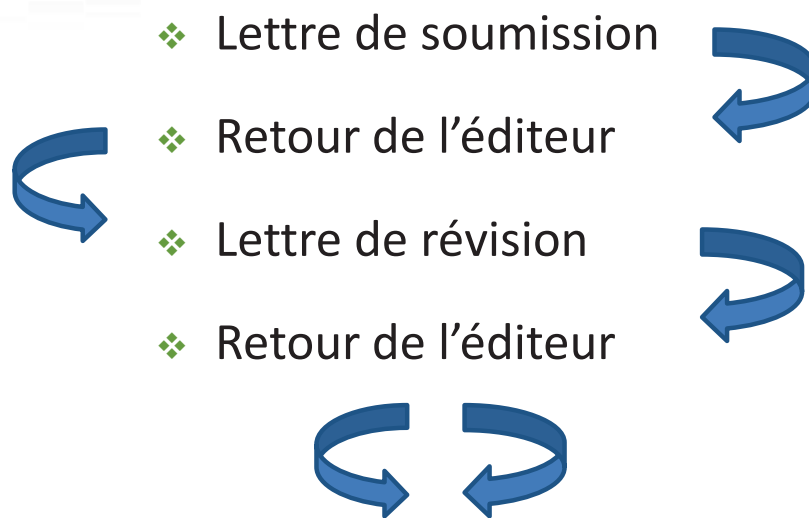 Lettre de soumission
Retour de l’éditeur
Lettre de révision
Retour de l’éditeur